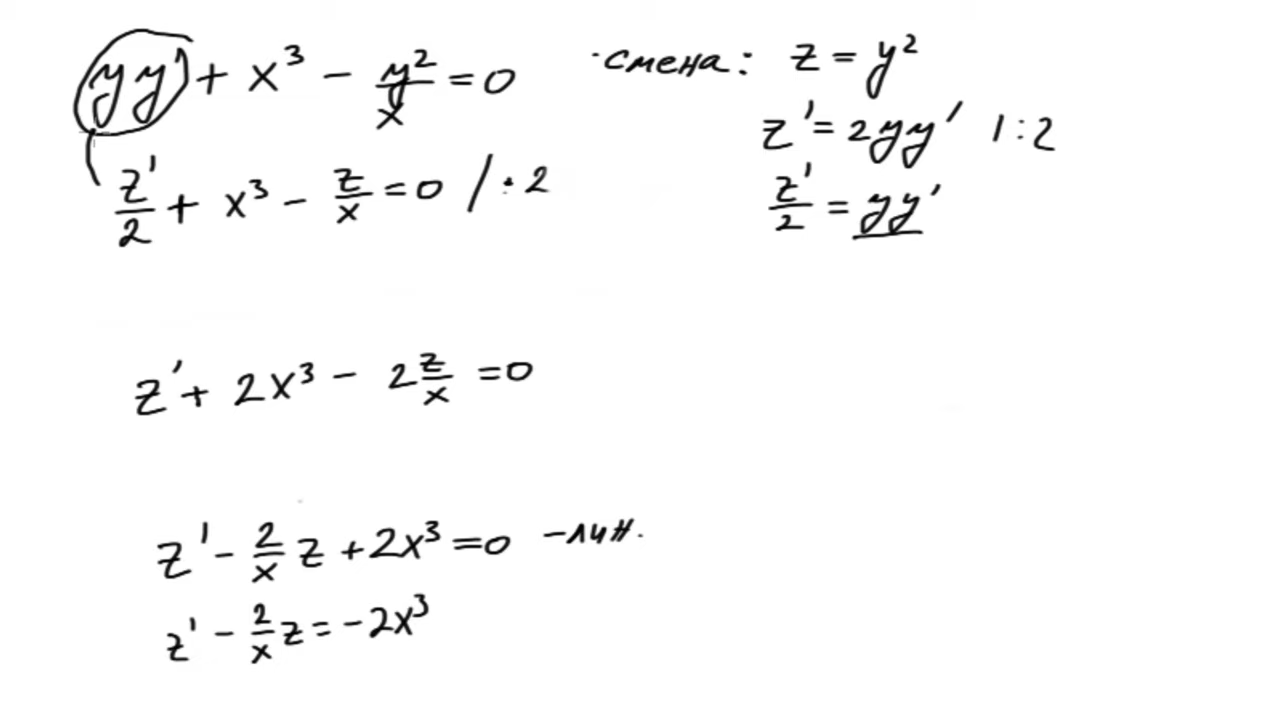 yy' + x³ - y²/x = 0
смена: z = y²
z' = 2yy' | : 2
z'/2 + x³ - z/x = 0 / · 2
z'/2 = yy'
z' + 2x³ - 2 z/x = 0
z' - 2/x z + 2x³ = 0 - лин.
z' - 2/x z = - 2x³